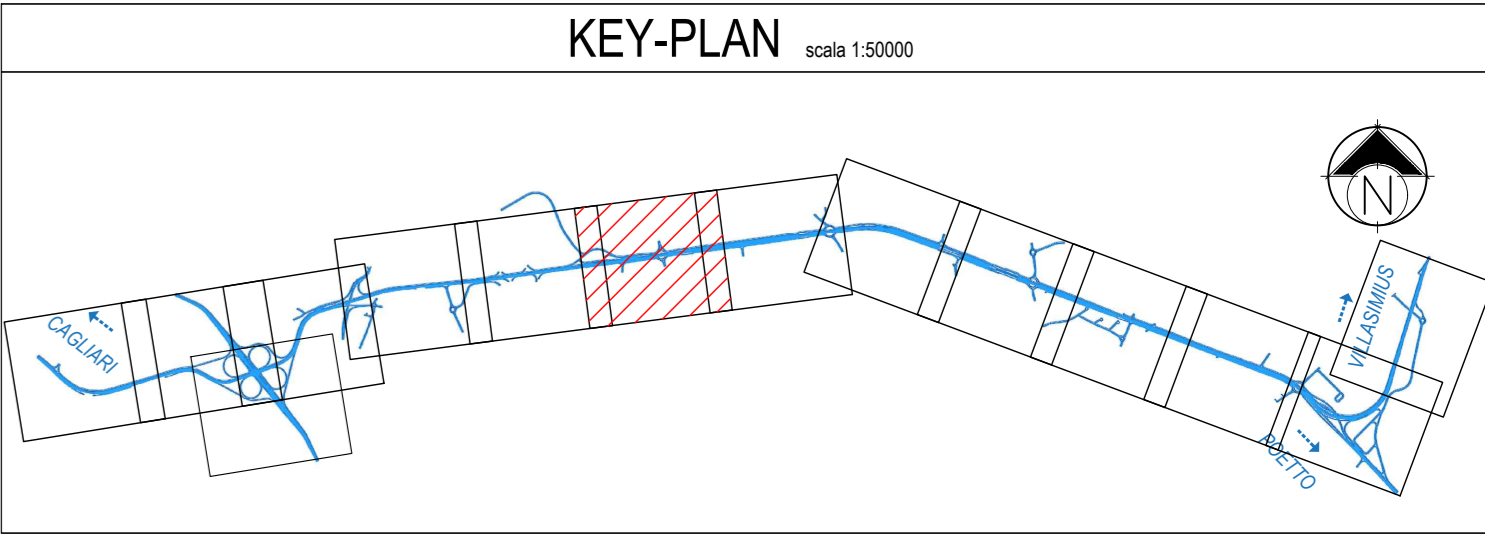 KEY-PLAN scala 1:50000
N
CAGLIARI
VILLASIMIUS
POETTO